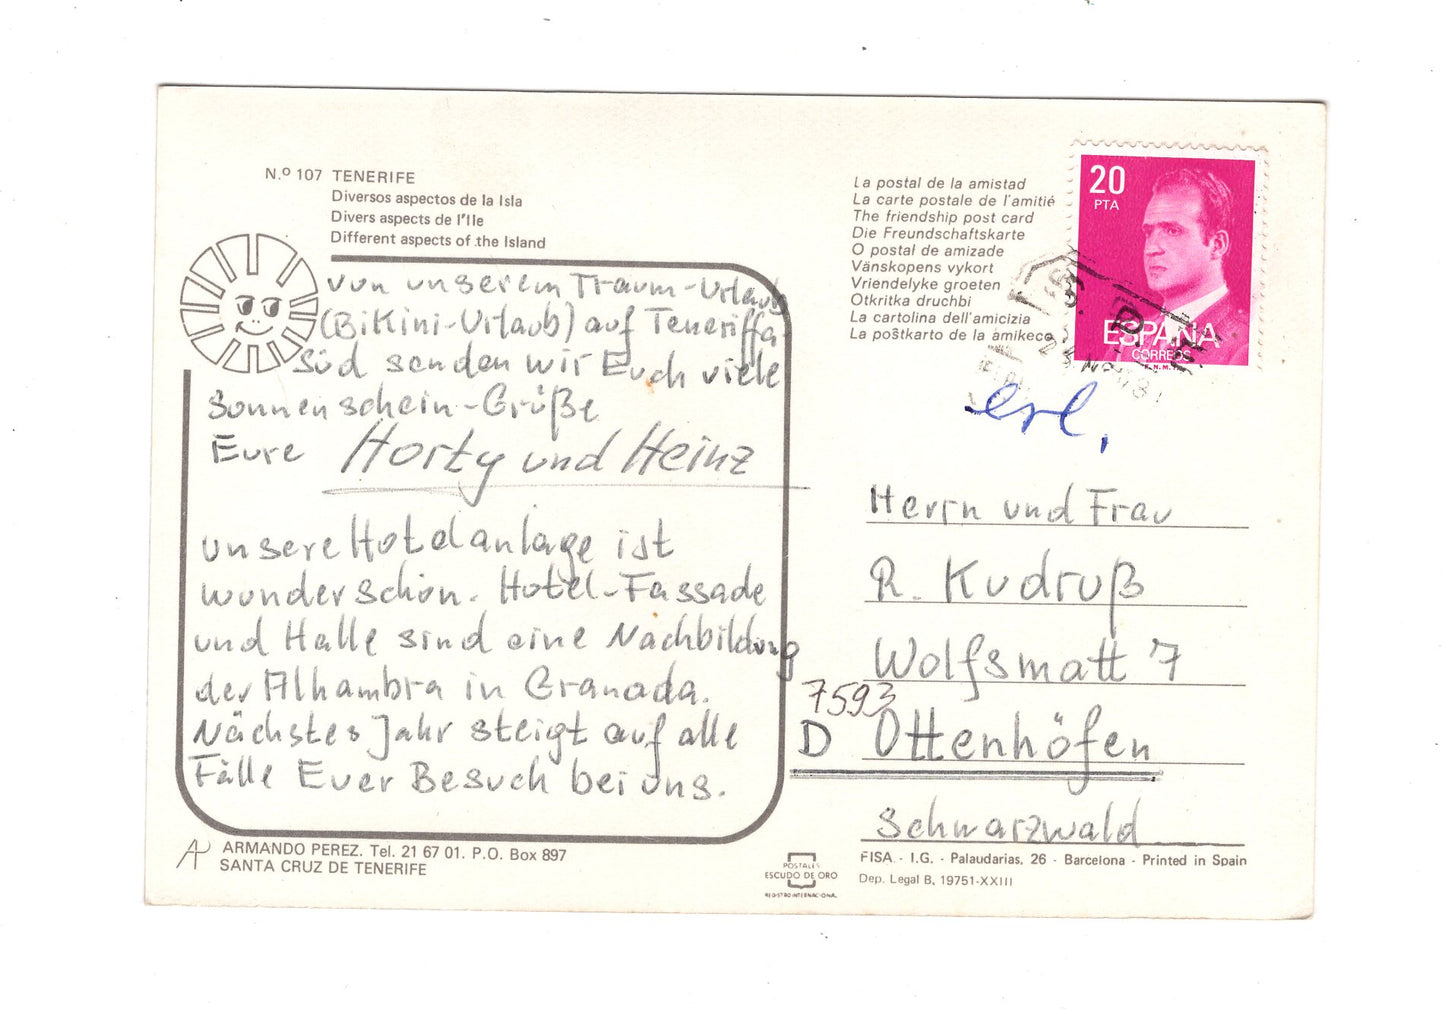 N.º 107 TENERIFE
Diversos aspectos de la Isla
Divers aspects de l'Ile
Different aspects of the Island
von unserem Traum-Urlaub
(Bikini-Urlaub) auf Teneriffa-
Süd senden wir Euch viele
Sonnenschein-Grüße
Eure Horty und Heinz
unsere Hotelanlage ist
wunderschön. Hotel-Fassade
und Halle sind eine Nachbildung
der Alhambra in Granada.
Nächstes Jahr steigt auf alle
Fälle Euer Besuch bei uns.
ARMANDO PEREZ. Tel. 21 67 01. P.O. Box 897
SANTA CRUZ DE TENERIFE
POSTALES
ESCUDO DE ORO
REGISTRO INTERNACIONAL
La postal de la amistad
La carte postale de l'amitié
The friendship post card
Die Freundschaftskarte
O postal de amizade
Vänskopens vykort
Vriendelyke groeten
Otkritka druchbi
La cartolina dell'amicizia
La poŝtkarto de la amikeco
20
PTA
ESPAÑA
CORREOS
F.N.M.T.
erl.
Herrn und Frau
R. Kudruß
Wolfsmatt 7
7593
D Ottenhöfen
Schwarzwald
FISA - I.G. - Palaudarias, 26 - Barcelona - Printed in Spain
Dep. Legal B. 19751-XXIII